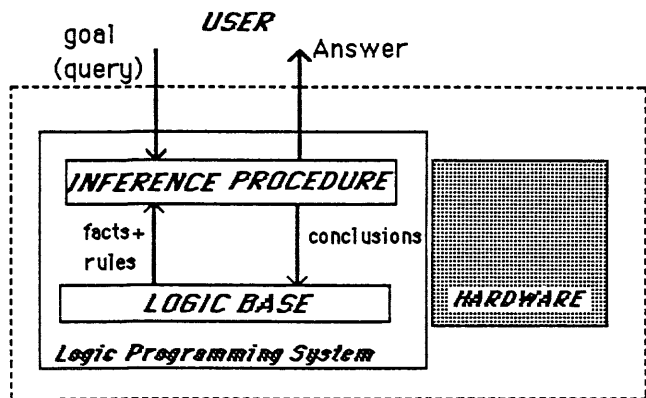 USER
goal
(query)
Answer
INFERENCE PROCEDURE
facts+
rules
conclusions
LOGIC BASE
Logic Programming System
HARDWARE